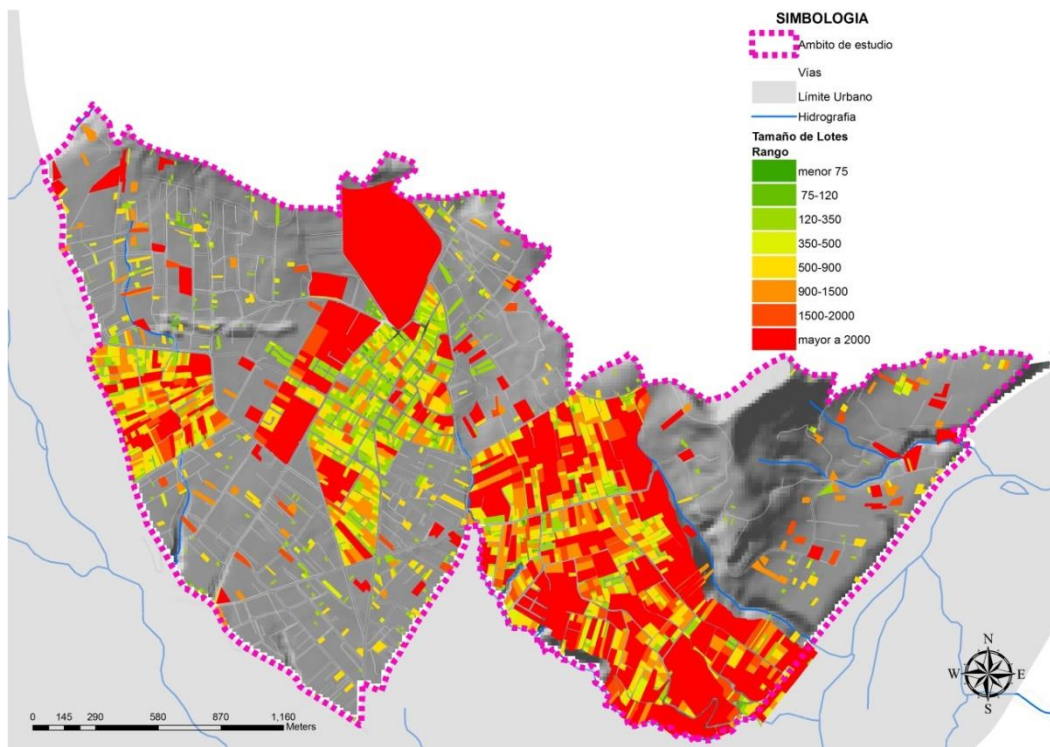 SIMBOLOGIA
Ambito de estudio
Vías
Límite Urbano
Hidrografia
Tamaño de Lotes
Rango
menor 75
75-120
120-350
350-500
500-900
900-1500
1500-2000
mayor a 2000
N
W E
S
0 145 290 580 870 1,160
Meters